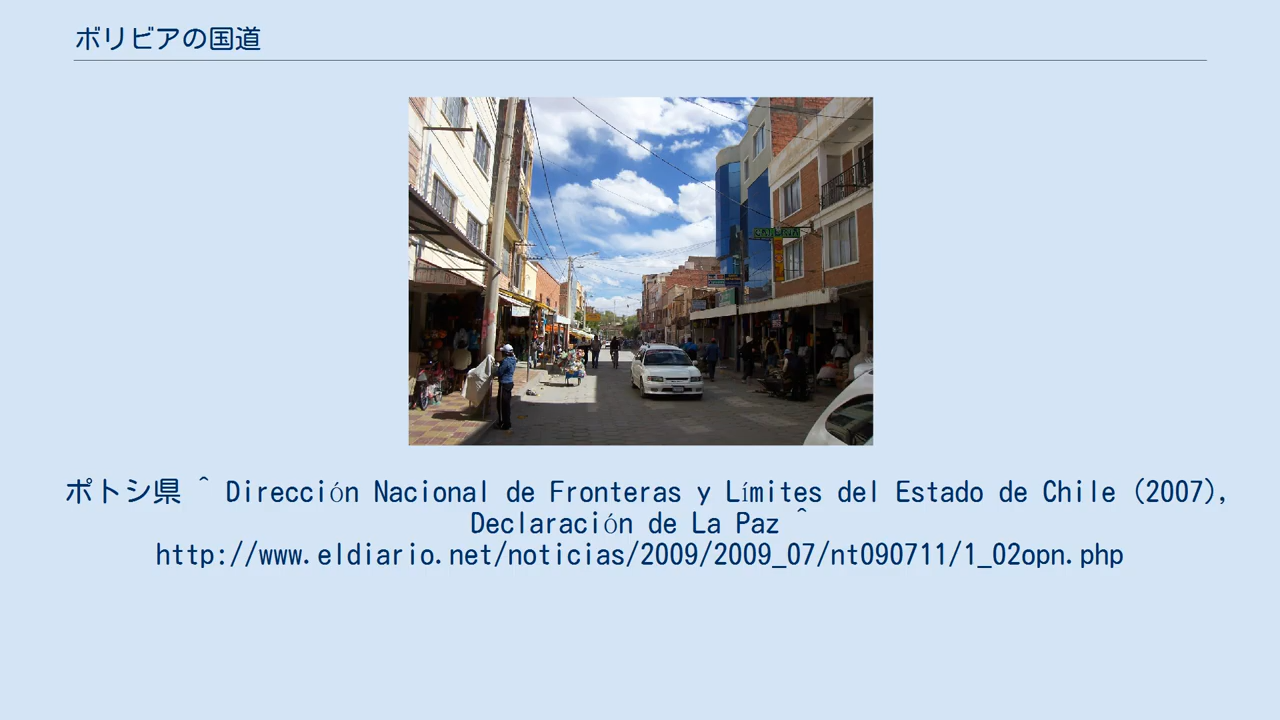 ボリビアの国道
ポトシ県 ^ Dirección Nacional de Fronteras y Límites del Estado de Chile (2007),
Declaración de La Paz ^
http://www.eldiario.net/noticias/2009/2009_07/nt090711/1_02opn.php